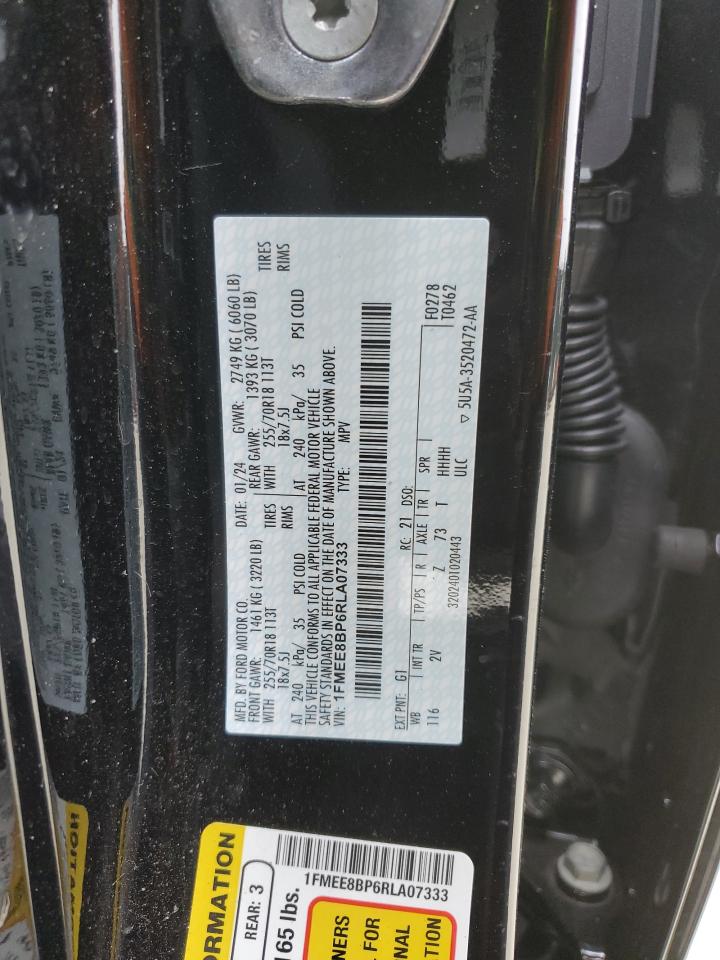 MFD. BY FORD MOTOR CO.
DATE: 01/24 GVWR: 2749 KG ( 6060 LB)
FRONT GAWR: 1461 KG ( 3220 LB)
REAR GAWR: 1393 KG ( 3070 LB)
WITH 255/70R18 113T TIRES
WITH 255/70R18 113T TIRES
18x7.5J RIMS
18x7.5J RIMS
AT 240 kPa/ 35 PSI COLD
AT 240 kPa/ 35 PSI COLD
THIS VEHICLE CONFORMS TO ALL APPLICABLE FEDERAL MOTOR VEHICLE
SAFETY STANDARDS IN EFFECT ON THE DATE OF MANUFACTURE SHOWN ABOVE.
VIN: 1FMEE8BP6RLA07333 TYPE: MPV
EXT PNT: G1 RC: 21 DSO: F0278
WB INT TR TP/PS R AXLE TR SPR T0462
116 2V Z 73 T HHHH
3202401020443 ULC
▽ 5U5A-3520472-AA
ORMATION
REAR: 3
165 lbs.
1FMEE8BP6RLA07333
NERS
FOR
NAL
TION